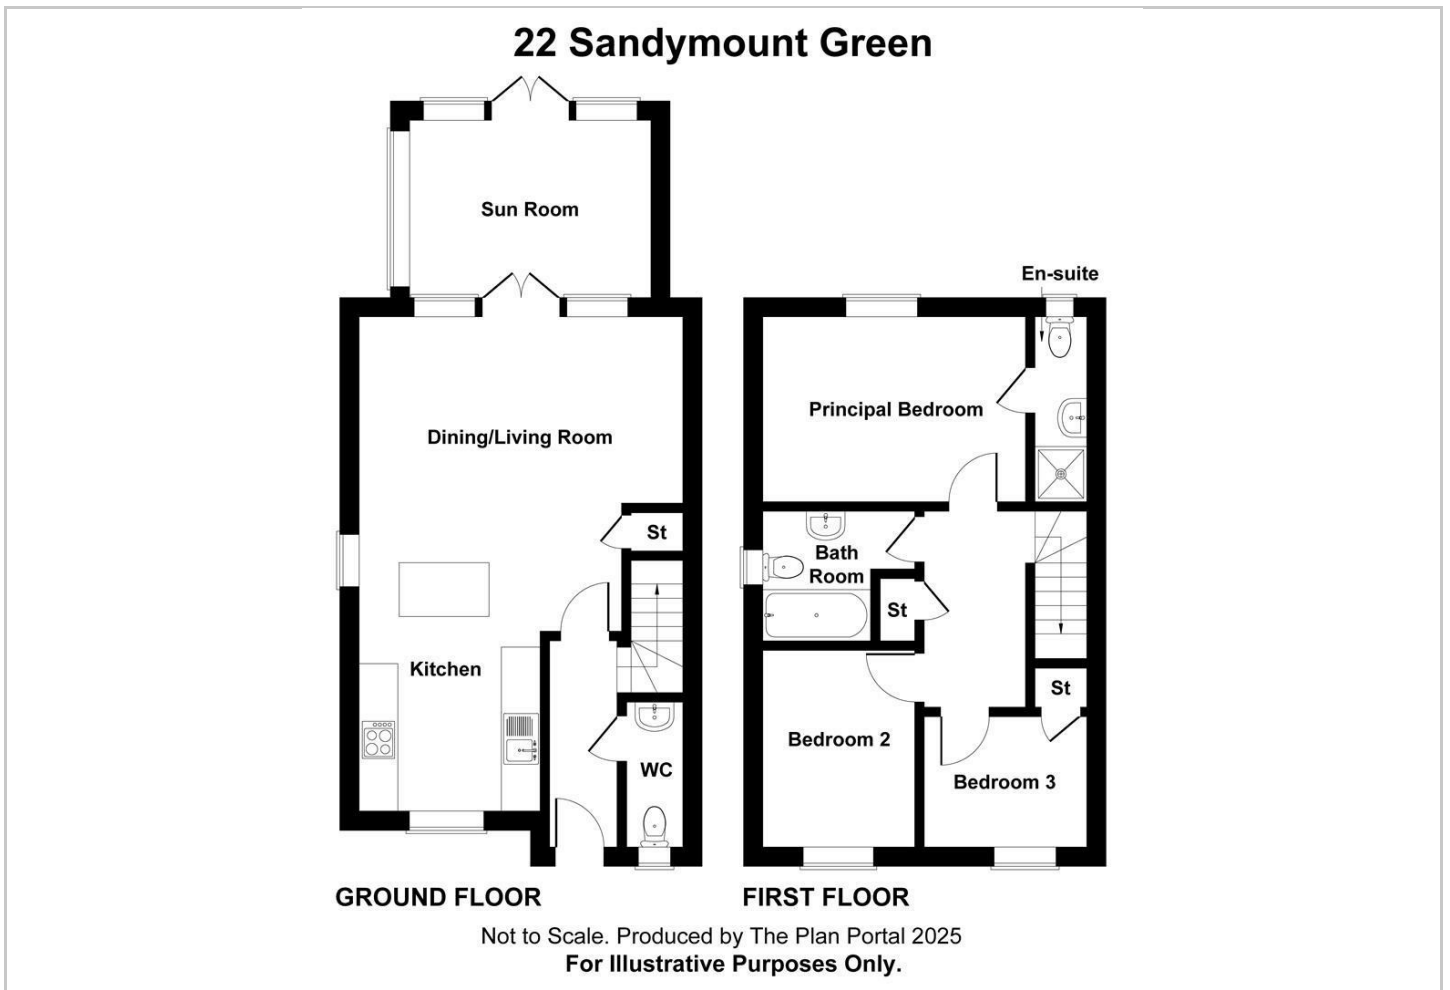 22 Sandymount Green
Sun Room
En-suite
Principal Bedroom
Dining/Living Room
St
Bath
Room
St
Kitchen
St
Bedroom 2
WC
Bedroom 3
GROUND FLOOR
FIRST FLOOR
Not to Scale. Produced by The Plan Portal 2025
For Illustrative Purposes Only.